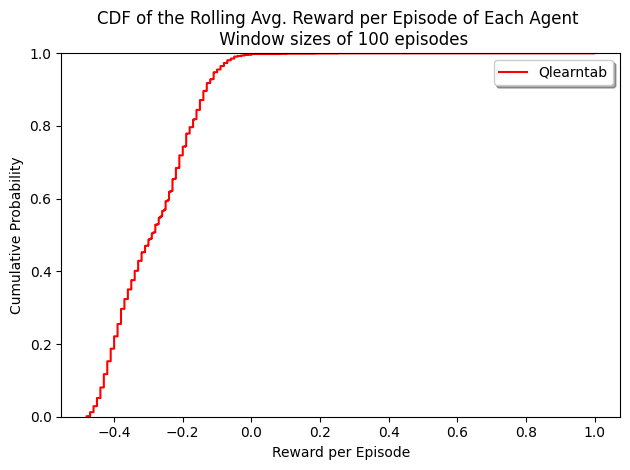 CDF of the Rolling Avg. Reward per Episode of Each Agent
Window sizes of 100 episodes
Qlearntab
Cumulative Probability
1.0
0.8
0.6
0.4
0.2
0.0
−0.4 −0.2 0.0 0.2 0.4 0.6 0.8 1.0
Reward per Episode